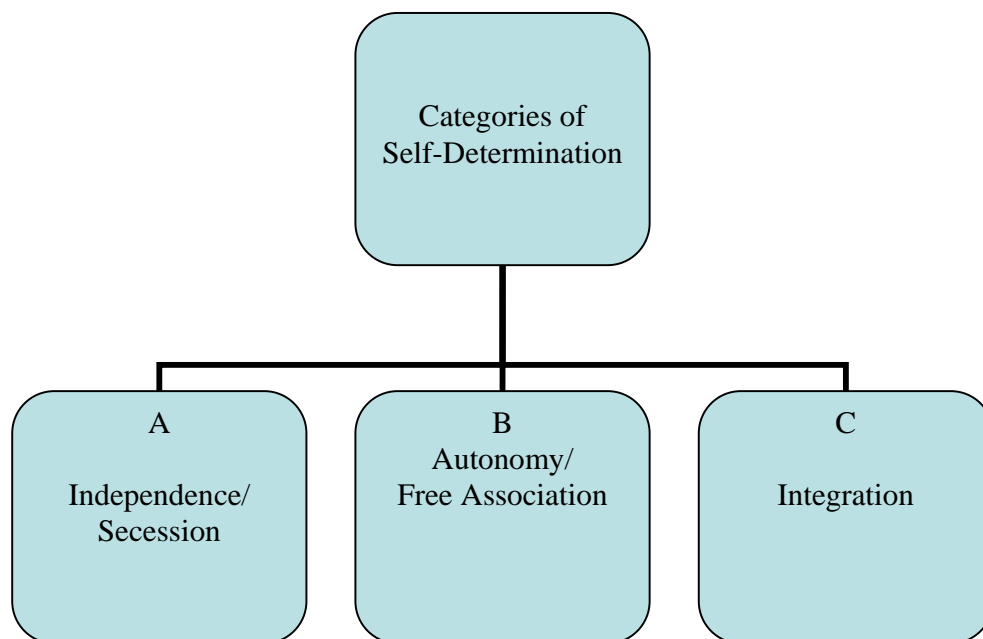 Categories of
Self-Determination
A
Independence/
Secession
B
Autonomy/
Free Association
C
Integration